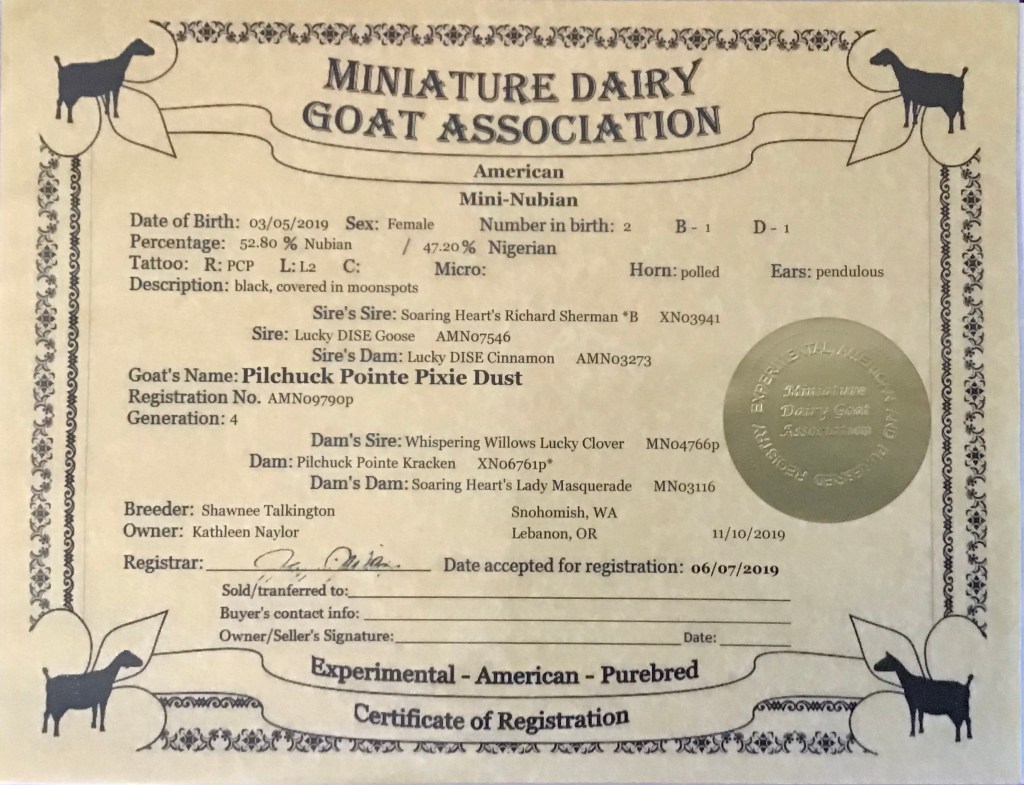 MINIATURE DAIRY
GOAT ASSOCIATION
American
Mini-Nubian
Date of Birth: 03/05/2019 Sex: Female Number in birth: 2 B - 1 D - 1
Percentage: 52.80 % Nubian / 47.20% Nigerian
Tattoo: R: PCP L: L2 C: Micro: Horn: polled Ears: pendulous
Description: black, covered in moonspots
Sire's Sire: Soaring Heart's Richard Sherman *B XN03941
Sire: Lucky DISE Goose AMN07546
Sire's Dam: Lucky DISE Cinnamon AMN03273
Goat's Name: Pilchuck Pointe Pixie Dust
Registration No. AMN09790p
Generation: 4
Dam's Sire: Whispering Willows Lucky Clover MN04766p
Dam: Pilchuck Pointe Kracken XN06761p*
Dam's Dam: Soaring Heart's Lady Masquerade MN03116
EXPERIMENTAL AMERICAN AND PUREBRED REGISTRY
Miniature
Dairy Goat
Association
Breeder: Shawnee Talkington Snohomish, WA
Owner: Kathleen Naylor Lebanon, OR 11/10/2019
Registrar: Date accepted for registration: 06/07/2019
Sold/tranferred to:
Buyer's contact info:
Owner/Seller's Signature: Date:
Experimental - American - Purebred
Certificate of Registration